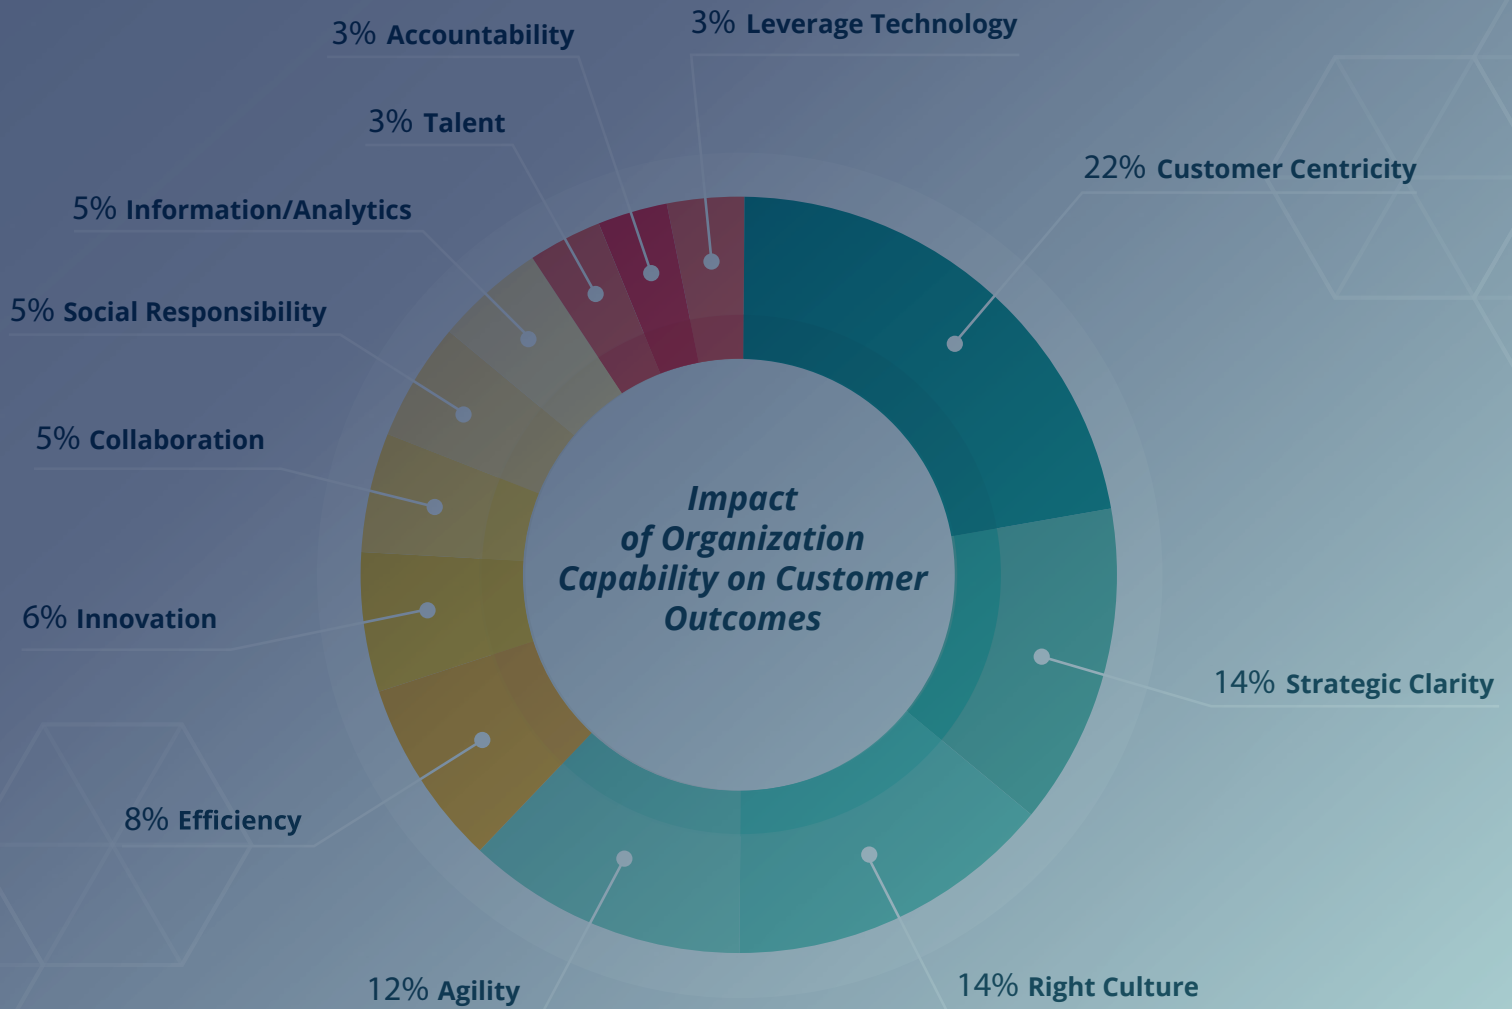 3% Accountability
3% Leverage Technology
3% Talent
22% Customer Centricity
5% Information/Analytics
5% Social Responsibility
5% Collaboration
Impact
of Organization
Capability on Customer
Outcomes
6% Innovation
14% Strategic Clarity
8% Efficiency
12% Agility
14% Right Culture